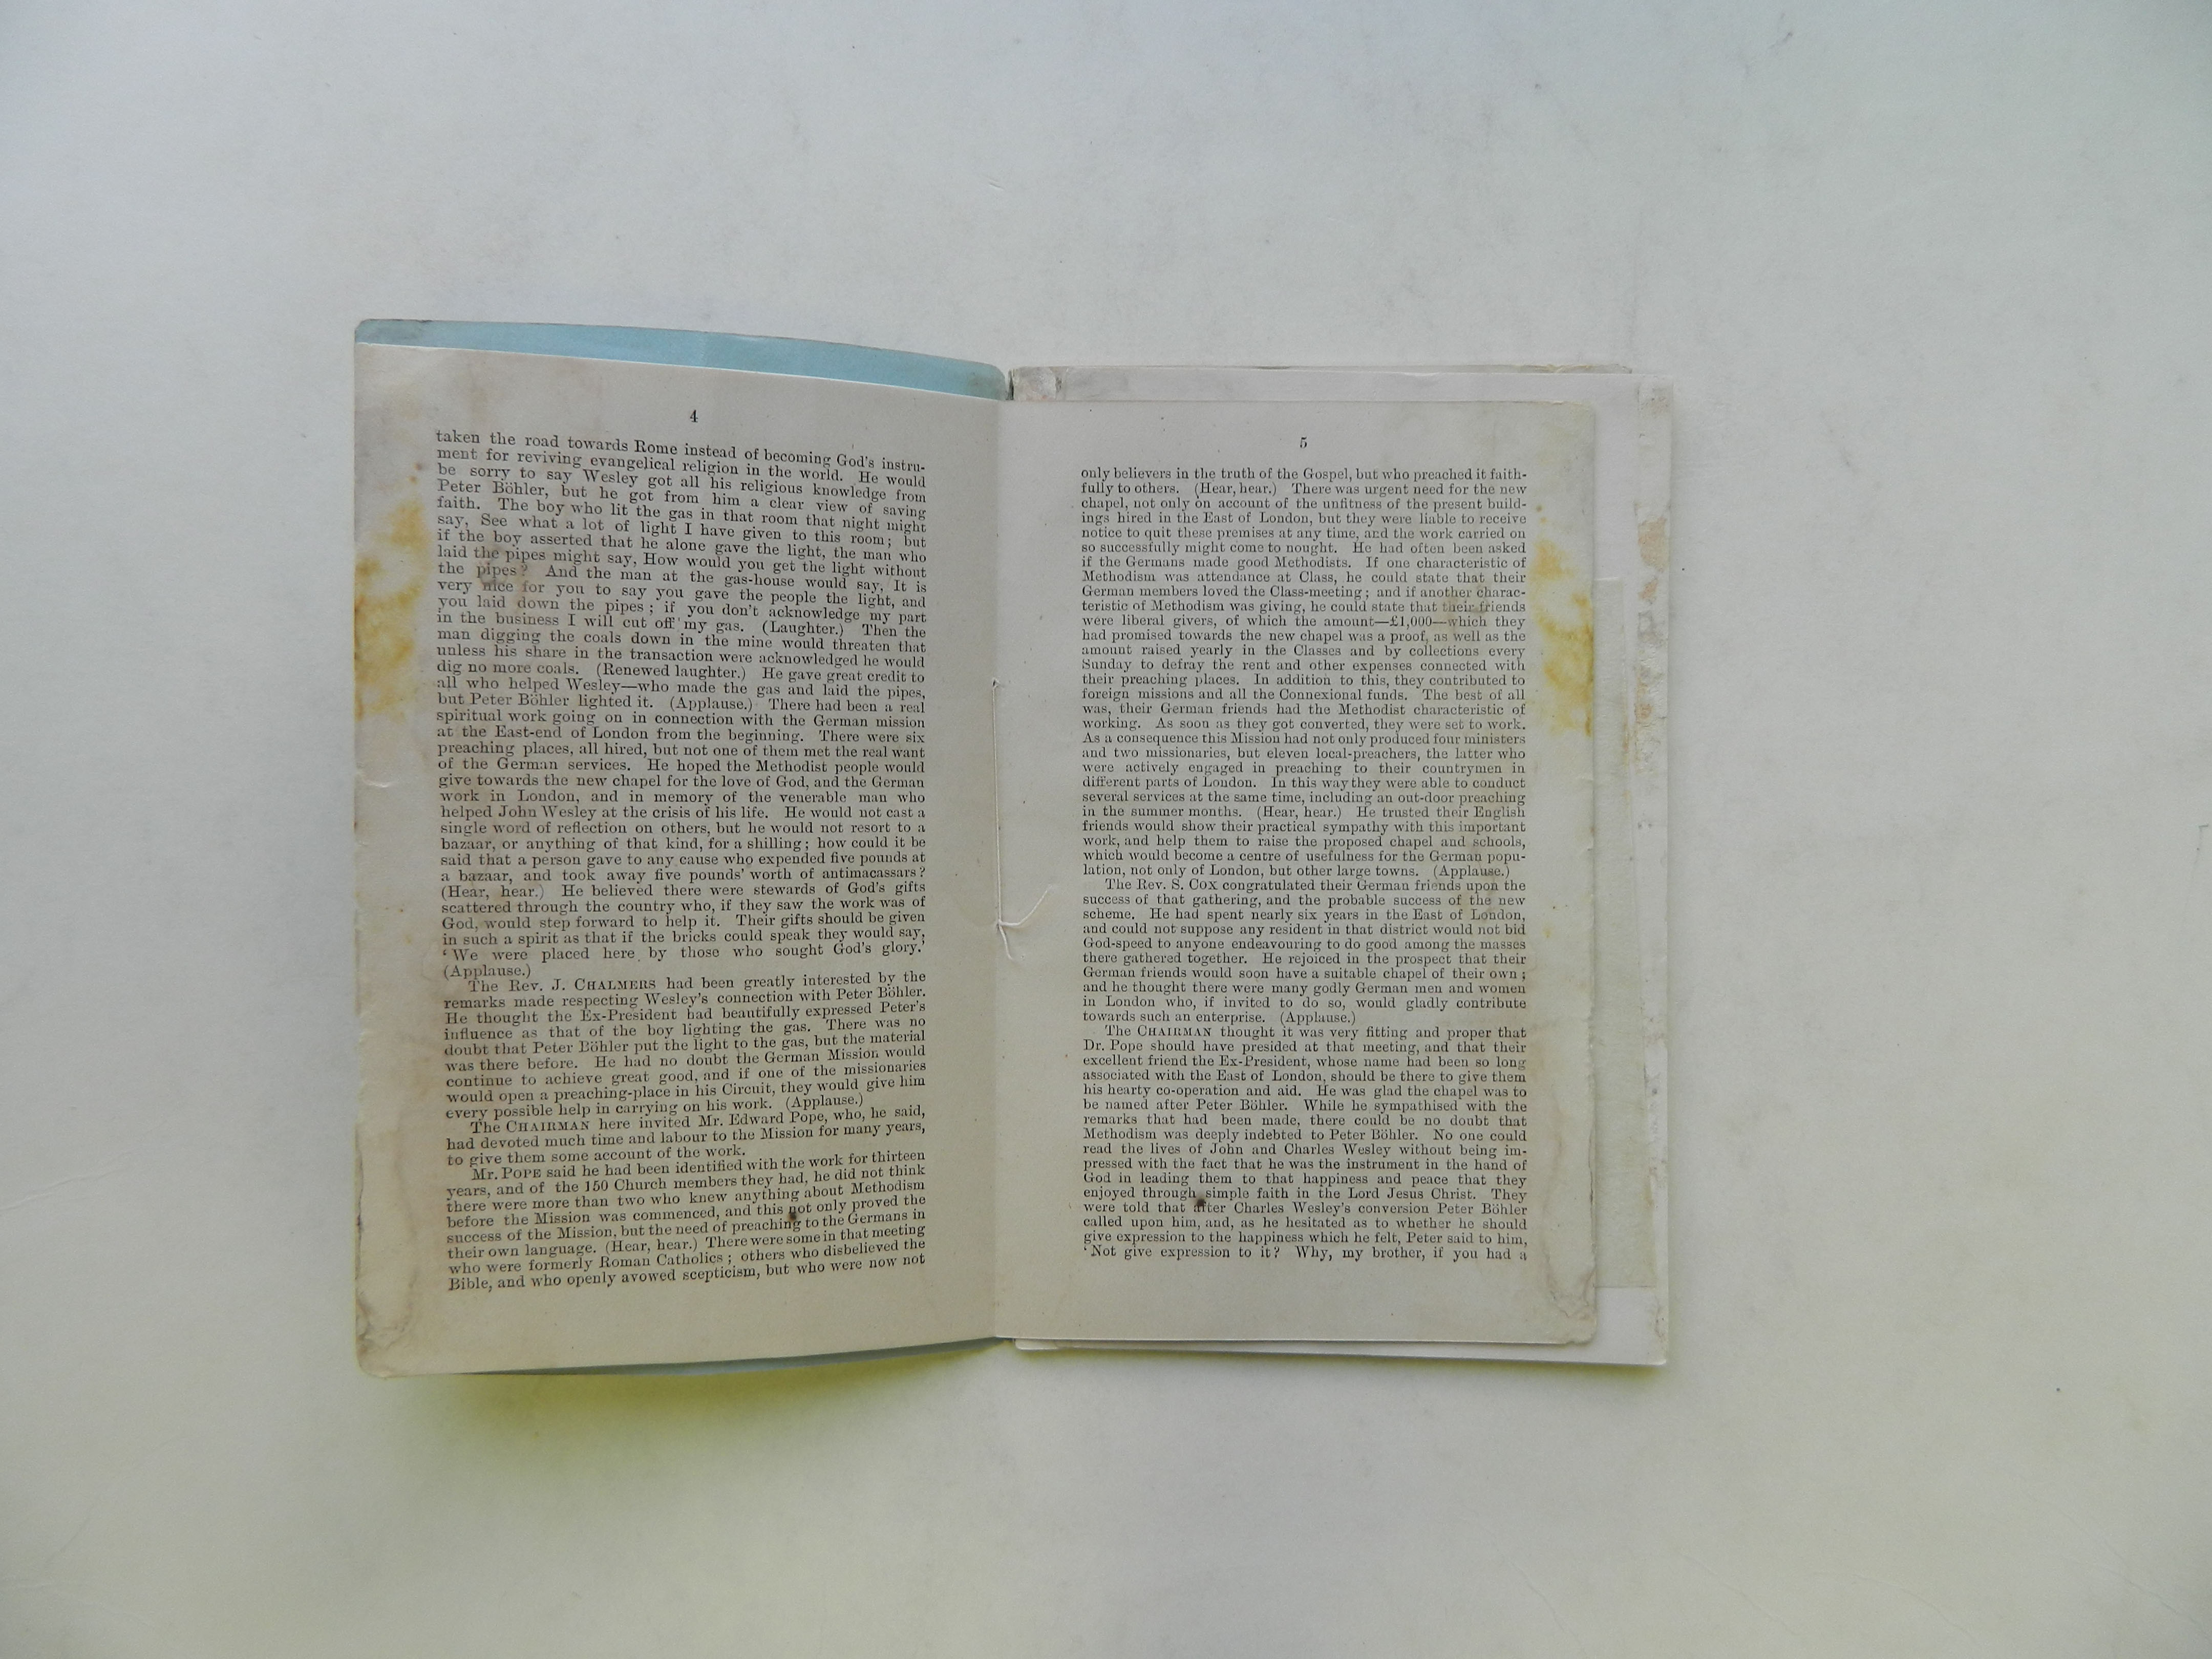 4
taken the road towards Rome instead of becoming God's instru-
ment for reviving evangelical religion in the world. He would
be sorry to say Wesley got all his religious knowledge from
Peter Böhler, but he got from him a clear view of saving
faith. The boy who lit the gas in that room that night might
say, See what a lot of light I have given to this room; but
if the boy asserted that he alone gave the light, the man who
laid the pipes might say, How would you get the light without
the pipes? And the man at the gas-house would say, It is
very nice for you to say you gave the people the light, and
you laid down the pipes; if you don't acknowledge my part
in the business I will cut off my gas. (Laughter.) Then the
man digging the coals down in the mine would threaten that
unless his share in the transaction were acknowledged he would
dig no more coals. (Renewed laughter.) He gave great credit to
all who helped Wesley—who made the gas and laid the pipes,
but Peter Böhler lighted it. (Applause.) There had been a real
spiritual work going on in connection with the German mission
at the East-end of London from the beginning. There were six
preaching places, all hired, but not one of them met the real want
of the German services. He hoped the Methodist people would
give towards the new chapel for the love of God, and the German
work in London, and in memory of the venerable man who
helped John Wesley at the crisis of his life. He would not cast a
single word of reflection on others, but he would not resort to a
bazaar, or anything of that kind, for a shilling; how could it be
said that a person gave to any cause who expended five pounds at
a bazaar, and took away five pounds' worth of antimacassars?
(Hear, hear.) He believed there were stewards of God's gifts
scattered through the country who, if they saw the work was of
God, would step forward to help it. Their gifts should be given
in such a spirit as that if the bricks could speak they would say,
'We were placed here by those who sought God's glory.'
(Applause.)
The Rev. J. CHALMERS had been greatly interested by the
remarks made respecting Wesley's connection with Peter Böhler.
He thought the Ex-President had beautifully expressed Peter's
influence as that of the boy lighting the gas. There was no
doubt that Peter Böhler put the light to the gas, but the material
was there before. He had no doubt the German Mission would
continue to achieve great good, and if one of the missionaries
would open a preaching-place in his Circuit, they would give him
every possible help in carrying on his work. (Applause.)
The CHAIRMAN here invited Mr. Edward Pope, who, he said,
had devoted much time and labour to the Mission for many years,
to give them some account of the work.
Mr. POPE said he had been identified with the work for thirteen
years, and of the 150 Church members they had, he did not think
there were more than two who knew anything about Methodism
before the Mission was commenced, and this not only proved the
success of the Mission, but the need of preaching to the Germans in
their own language. (Hear, hear.) There were some in that meeting
who were formerly Roman Catholics; others who disbelieved the
Bible, and who openly avowed scepticism, but who were now not
5
only believers in the truth of the Gospel, but who preached it faith-
fully to others. (Hear, hear.) There was urgent need for the new
chapel, not only on account of the unfitness of the present build-
ings hired in the East of London, but they were liable to receive
notice to quit these premises at any time, and the work carried on
so successfully might come to nought. He had often been asked
if the Germans made good Methodists. If one characteristic of
Methodism was attendance at Class, he could state that their
German members loved the Class-meeting; and if another charac-
teristic of Methodism was giving, he could state that their friends
were liberal givers, of which the amount—£1,000—which they
had promised towards the new chapel was a proof, as well as the
amount raised yearly in the Classes and by collections every
Sunday to defray the rent and other expenses connected with
their preaching places. In addition to this, they contributed to
foreign missions and all the Connexional funds. The best of all
was, their German friends had the Methodist characteristic of
working. As soon as they got converted, they were set to work.
As a consequence this Mission had not only produced four ministers
and two missionaries, but eleven local-preachers, the latter who
were actively engaged in preaching to their countrymen in
different parts of London. In this way they were able to conduct
several services at the same time, including an out-door preaching
in the summer months. (Hear, hear.) He trusted their English
friends would show their practical sympathy with this important
work, and help them to raise the proposed chapel and schools,
which would become a centre of usefulness for the German popu-
lation, not only of London, but other large towns. (Applause.)
The Rev. S. COX congratulated their German friends upon the
success of that gathering, and the probable success of the new
scheme. He had spent nearly six years in the East of London,
and could not suppose any resident in that district would not bid
God-speed to anyone endeavouring to do good among the masses
there gathered together. He rejoiced in the prospect that their
German friends would soon have a suitable chapel of their own;
and he thought there were many godly German men and women
in London who, if invited to do so, would gladly contribute
towards such an enterprise. (Applause.)
The CHAIRMAN thought it was very fitting and proper that
Dr. Pope should have presided at that meeting, and that their
excellent friend the Ex-President, whose name had been so long
associated with the East of London, should be there to give them
his hearty co-operation and aid. He was glad the chapel was to
be named after Peter Böhler. While he sympathised with the
remarks that had been made, there could be no doubt that
Methodism was deeply indebted to Peter Böhler. No one could
read the lives of John and Charles Wesley without being im-
pressed with the fact that he was the instrument in the hand of
God in leading them to that happiness and peace that they
enjoyed through simple faith in the Lord Jesus Christ. They
were told that after Charles Wesley's conversion Peter Böhler
called upon him, and, as he hesitated as to whether he should
give expression to the happiness which he felt, Peter said to him,
'Not give expression to it? Why, my brother, if you had a